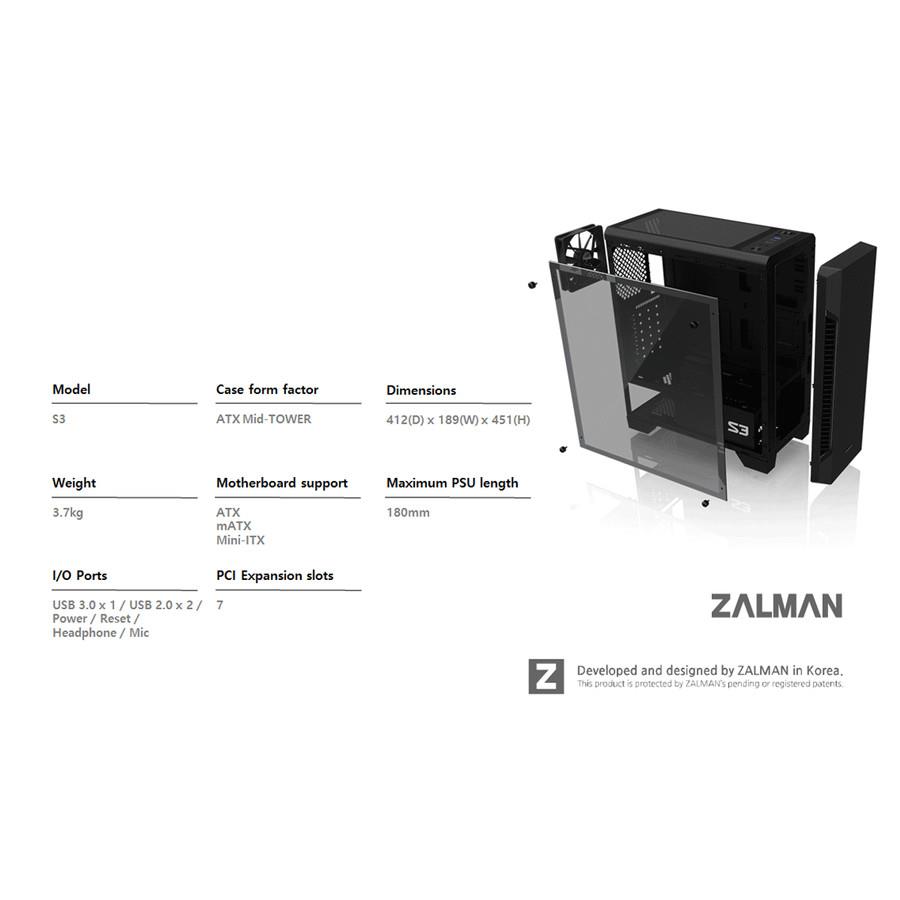 Model
S3
Case form factor
ATX Mid-TOWER
Dimensions
412(D) x 189(W) x 451(H)
Weight
3.7kg
Motherboard support
ATX
mATX
Mini-ITX
Maximum PSU length
180mm
I/O Ports
USB 3.0 x 1 / USB 2.0 x 2 /
Power / Reset /
Headphone / Mic
PCI Expansion slots
7
S3
ZALMAN
Z
Developed and designed by ZALMAN in Korea.
This product is protected by ZALMAN's pending or registered patents.